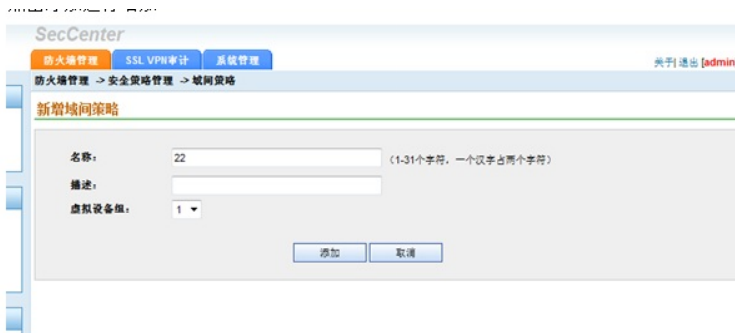 SecCenter
防火墙管理 SSL VPN审计 系统管理
关于| 退出 [admin
防火墙管理 -> 安全策略管理 -> 域间策略
新增域间策略
名称： 22 （1-31个字符，一个汉字占两个字符）
描述：
虚拟设备组： 1
添加 取消